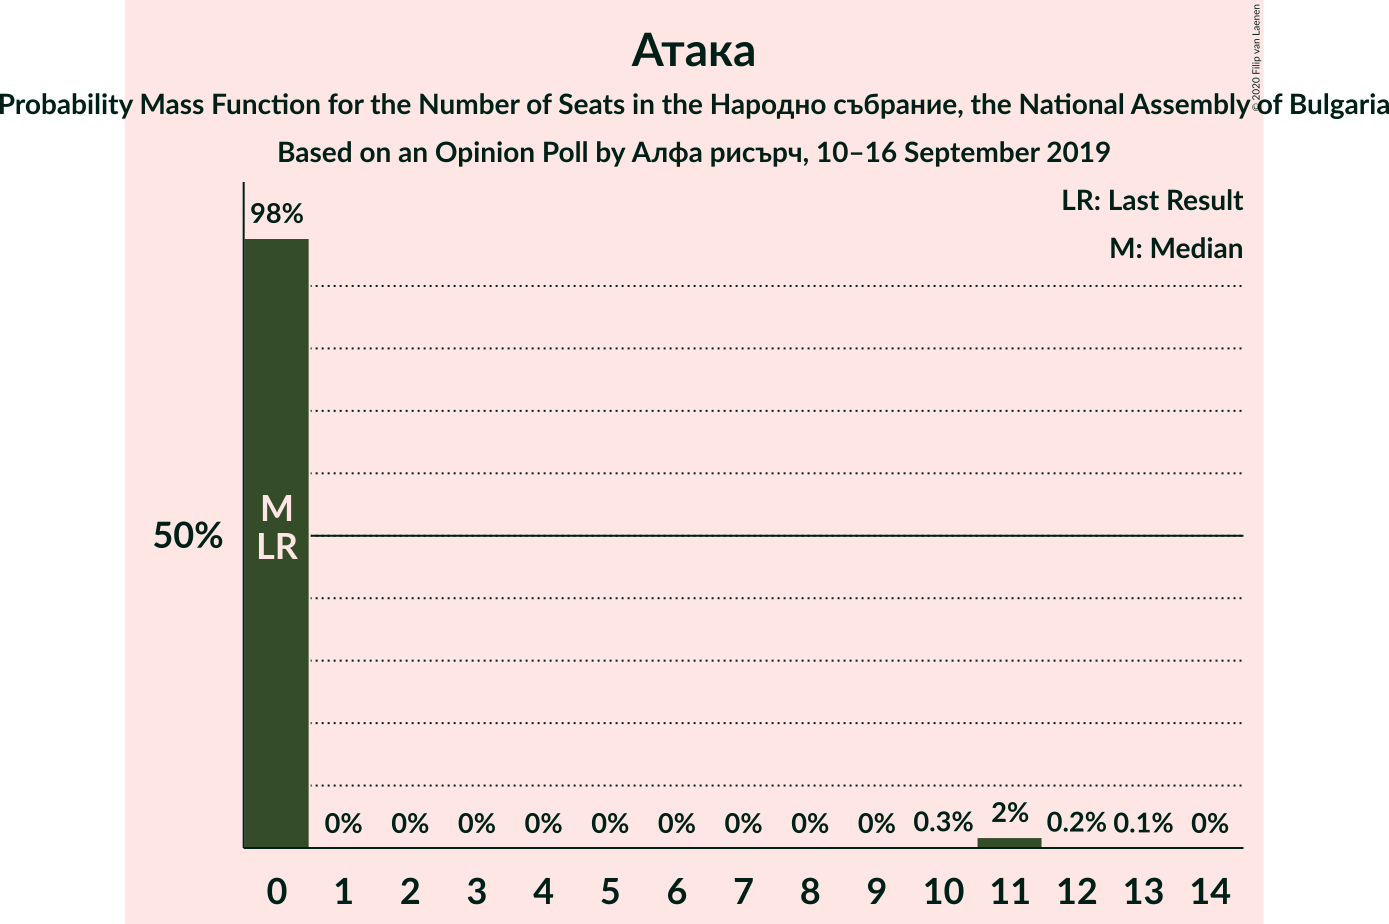 Атака
© 2020 Filip van Laenen
Probability Mass Function for the Number of Seats in the Народно събрание, the National Assembly of Bulgaria
Based on an Opinion Poll by Алфа рисърч, 10–16 September 2019
LR: Last Result
M: Median
98%
M
LR
50%
0% 0% 0% 0% 0% 0% 0% 0% 0% 0.3% 2% 0.2% 0.1% 0%
0 1 2 3 4 5 6 7 8 9 10 11 12 13 14